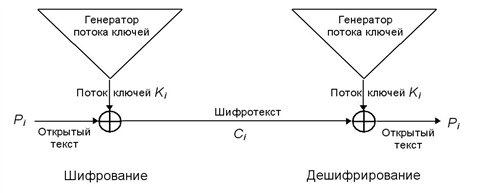 Генератор
потока ключей
Генератор
потока ключей
Поток ключей Ki
Поток ключей Ki
Шифротекст
Pi
Ci
Pi
Открытый
текст
Открытый
текст
Шифрование
Дешифрирование